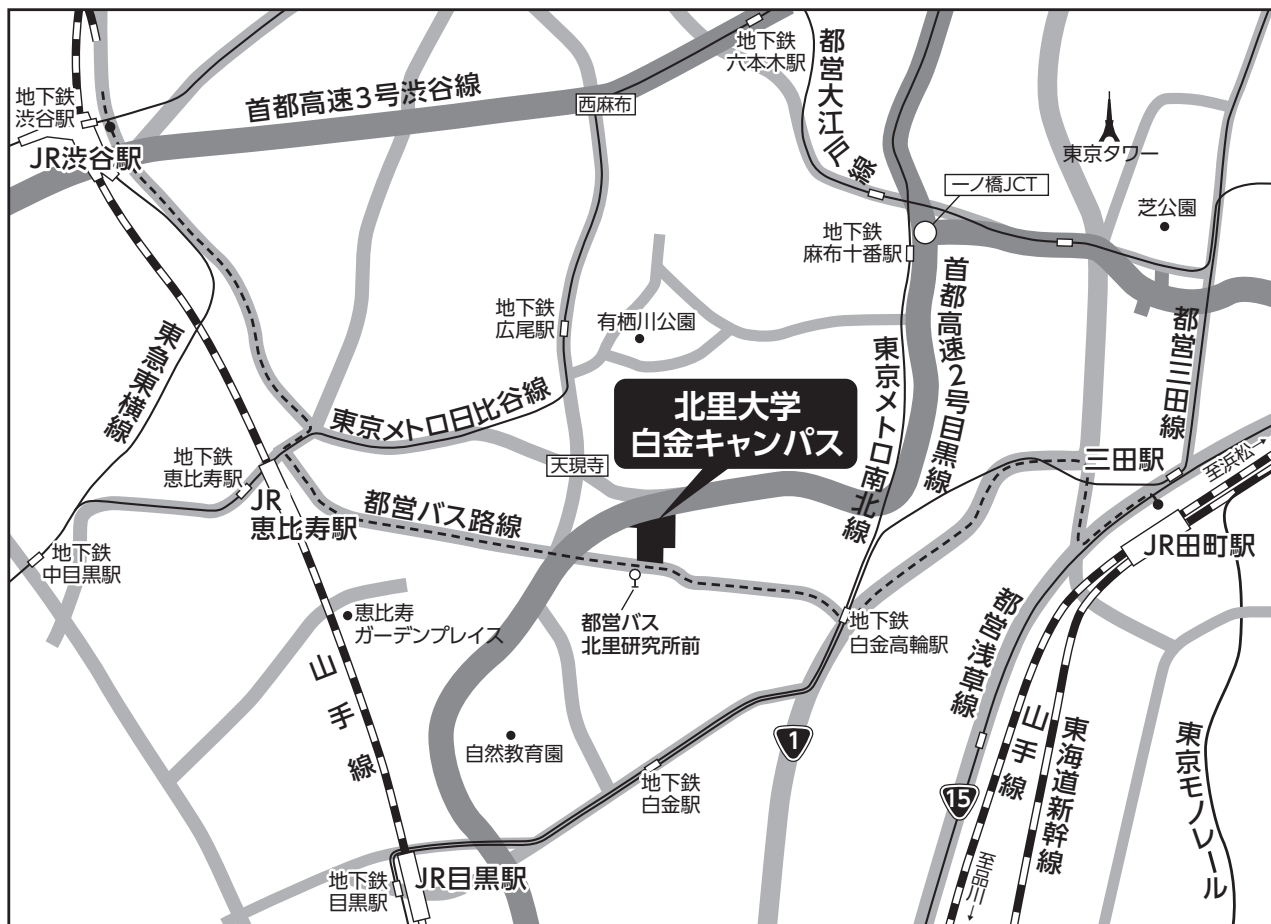 地下鉄
六本木駅
都営大江戸線
地下鉄
渋谷駅
首都高速3号渋谷線
西麻布
東京タワー
JR渋谷駅
一ノ橋JCT
芝公園
地下鉄
麻布十番駅
地下鉄
広尾駅
有栖川公園
首都高速2号目黒線
都営三田線
東急東横線
東京メトロ日比谷線
東京メトロ南北線
北里大学
白金キャンパス
地下鉄
恵比寿駅
天現寺
三田駅
至浜松
JR
恵比寿駅
都営バス路線
JR田町駅
地下鉄
中目黒駅
恵比寿
ガーデンプレイス
都営バス
北里研究所前
地下鉄
白金高輪駅
都営浅草線
山手線
自然教育園
地下鉄
白金駅
1
15
山手線
東海道新幹線
東京モノレール
至品川
地下鉄
目黒駅
JR目黒駅